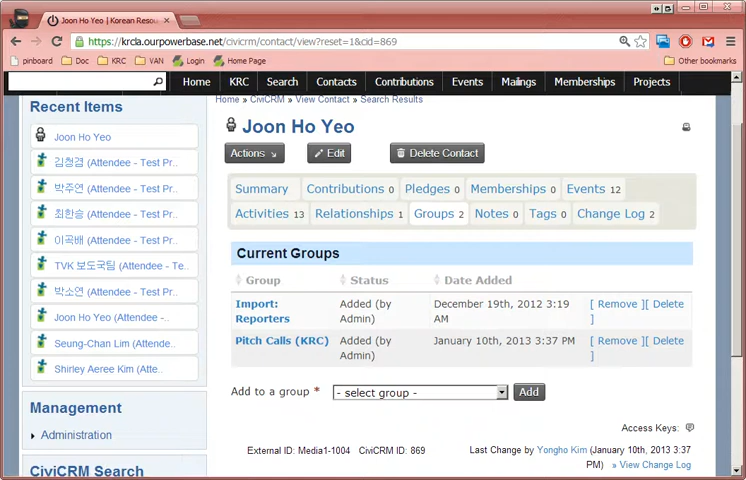 Joon Ho Yeo | Korean Resou
https://krcla.ourpowerbase.net/civicrm/contact/view?reset=1&cid=869
pinboard Doc KRC VAN Login Home Page Other bookmarks
Home KRC Search Contacts Contributions Events Mailings Memberships Projects
Home » CiviCRM » View Contact » Search Results
Recent Items
Joon Ho Yeo
김청겸 (Attendee - Test Pr..
박주연 (Attendee - Test Pr..
최한승 (Attendee - Test Pr..
이곡배 (Attendee - Test Pr..
TVK 보도국팀 (Attendee - Te..
박소연 (Attendee - Test Pr..
Joon Ho Yeo (Attendee -..
Seung-Chan Lim (Attende..
Shirley Aeree Kim (Atte..
Management
Administration
CiviCRM Search
Joon Ho Yeo
Actions Edit Delete Contact
Summary Contributions 0 Pledges 0 Memberships 0 Events 12
Activities 13 Relationships 1 Groups 2 Notes 0 Tags 0 Change Log 2
Current Groups
Group Status Date Added
Import: Added (by December 19th, 2012 3:19 [ Remove ][ Delete
Reporters Admin) AM ]
Pitch Calls (KRC) Added (by January 10th, 2013 3:37 PM [ Remove ][ Delete
Admin) ]
Add to a group * - select group - Add
Access Keys:
External ID: Media1-1004 CiviCRM ID: 869 Last Change by Yongho Kim (January 10th, 2013 3:37
PM) » View Change Log